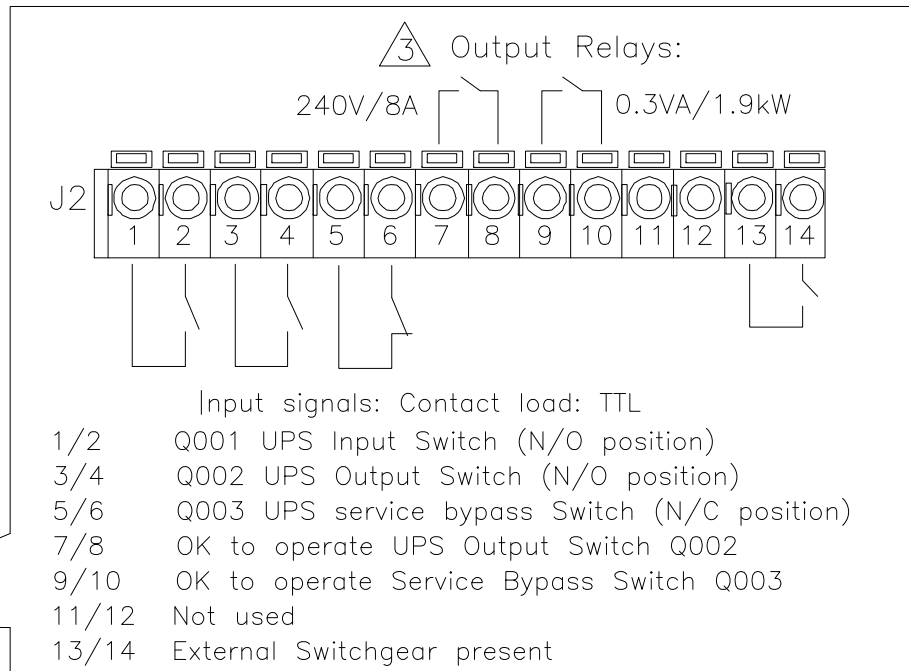 3 Output Relays:
240V/8A 0.3VA/1.9kW
J2
1 2 3 4 5 6 7 8 9 10 11 12 13 14
Input signals: Contact load: TTL
1/2 Q001 UPS Input Switch (N/O position)
3/4 Q002 UPS Output Switch (N/O position)
5/6 Q003 UPS service bypass Switch (N/C position)
7/8 OK to operate UPS Output Switch Q002
9/10 OK to operate Service Bypass Switch Q003
11/12 Not used
13/14 External Switchgear present